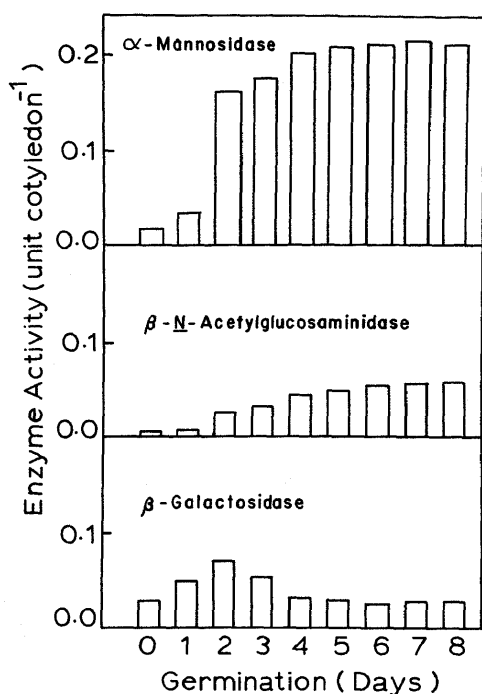 Enzyme Activity (unit cotyledon⁻¹)
α-Mannosidase
0.2
0.1
0.0
β-N-Acetylglucosaminidase
0.1
0.0
β-Galactosidase
0.1
0.0
0 1 2 3 4 5 6 7 8
Germination (Days)